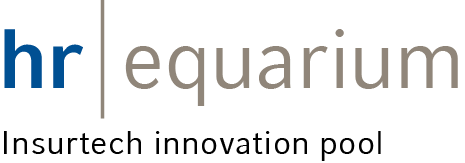 hr | equarium
Insurtech innovation pool